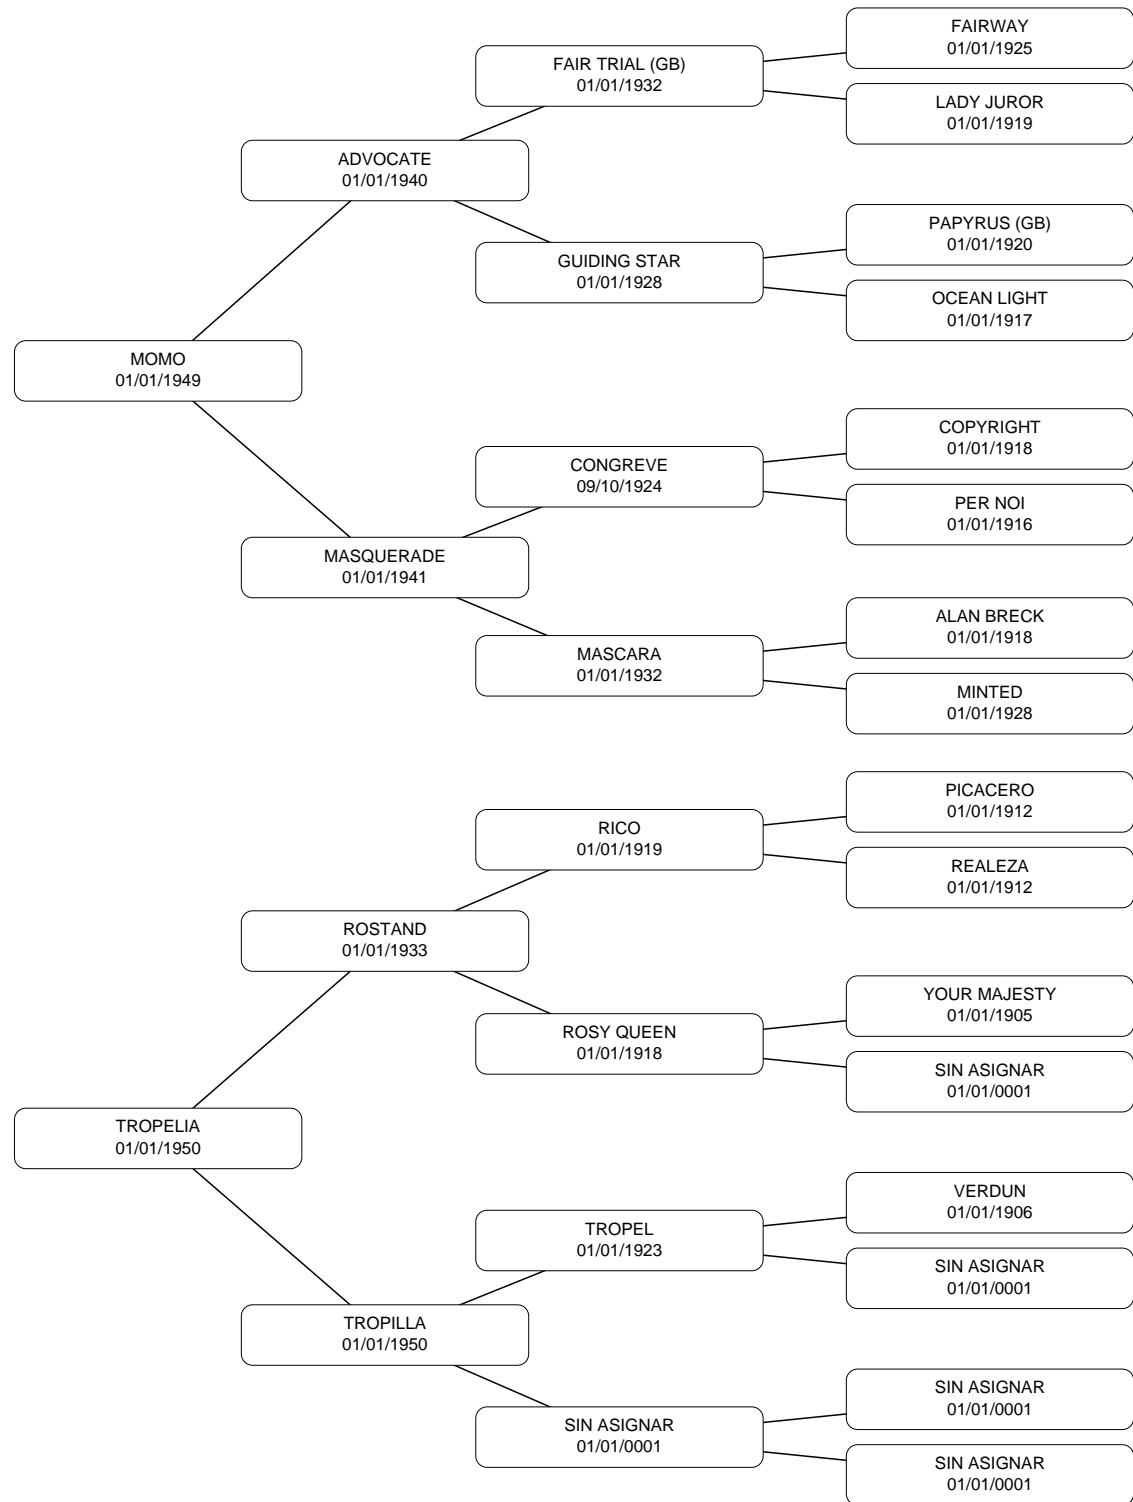 FAIRWAY
01/01/1925
FAIR TRIAL (GB)
01/01/1932
LADY JUROR
01/01/1919
ADVOCATE
01/01/1940
PAPYRUS (GB)
01/01/1920
GUIDING STAR
01/01/1928
OCEAN LIGHT
01/01/1917
MOMO
01/01/1949
COPYRIGHT
01/01/1918
CONGREVE
09/10/1924
PER NOI
01/01/1916
MASQUERADE
01/01/1941
ALAN BRECK
01/01/1918
MASCARA
01/01/1932
MINTED
01/01/1928
PICACERO
01/01/1912
RICO
01/01/1919
REALEZA
01/01/1912
ROSTAND
01/01/1933
YOUR MAJESTY
01/01/1905
ROSY QUEEN
01/01/1918
SIN ASIGNAR
01/01/0001
TROPELIA
01/01/1950
VERDUN
01/01/1906
TROPEL
01/01/1923
SIN ASIGNAR
01/01/0001
TROPILLA
01/01/1950
SIN ASIGNAR
01/01/0001
SIN ASIGNAR
01/01/0001
SIN ASIGNAR
01/01/0001